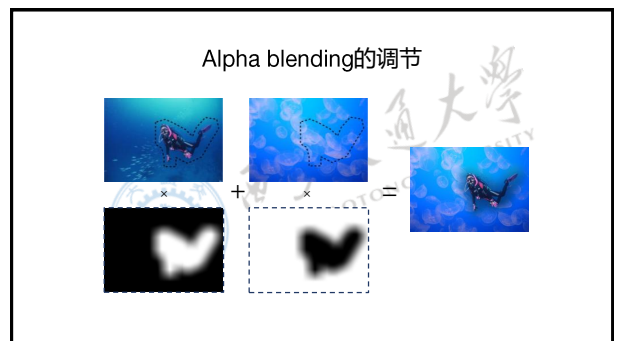 Alpha blending的调节
× + × =